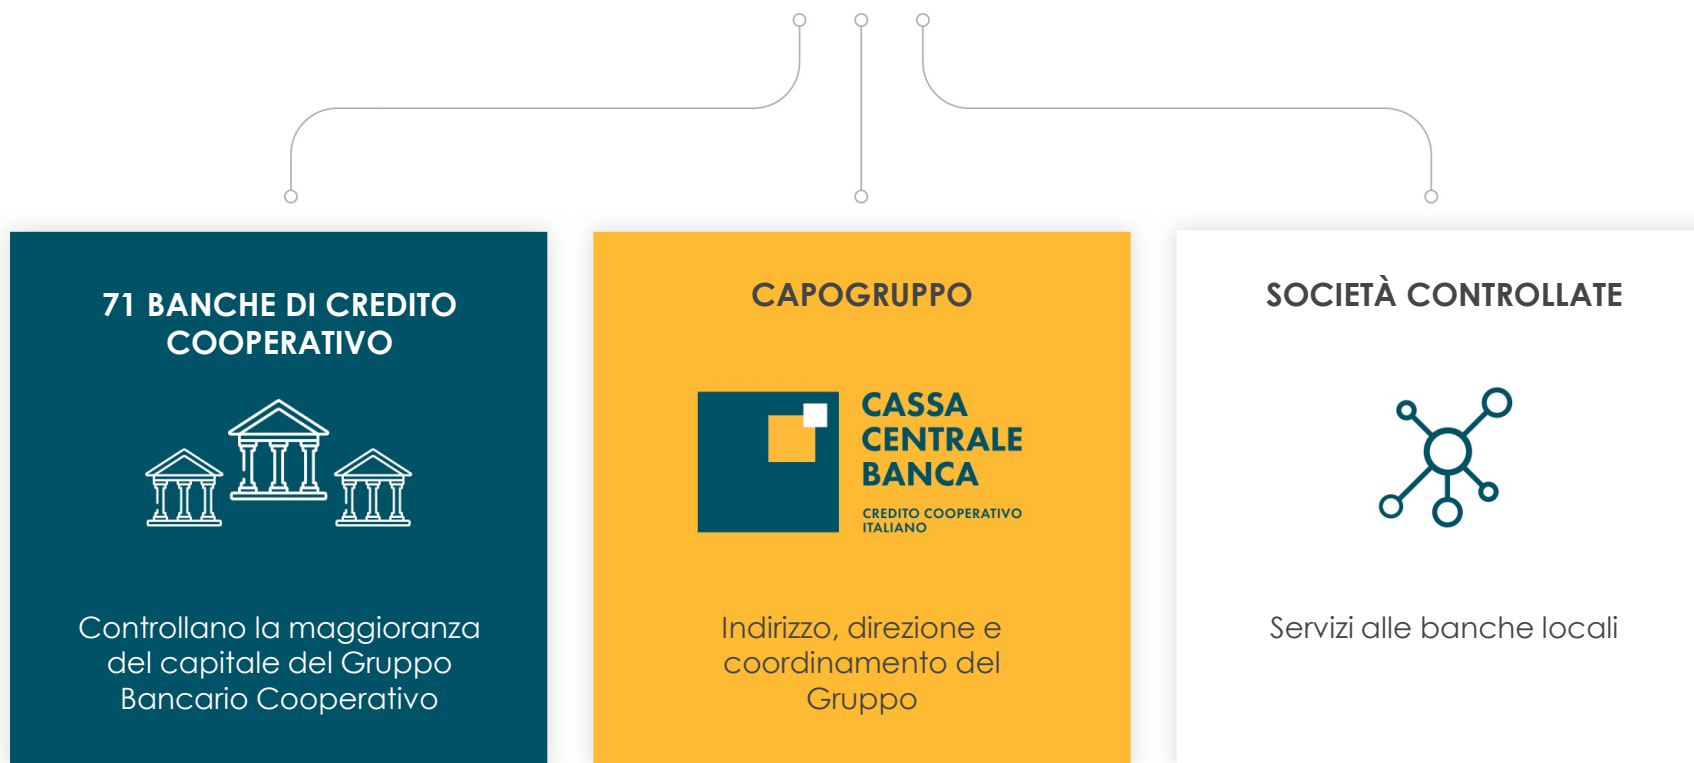 71 BANCHE DI CREDITO
COOPERATIVO
Controllano la maggioranza
del capitale del Gruppo
Bancario Cooperativo
CAPOGRUPPO
CASSA
CENTRALE
BANCA
CREDITO COOPERATIVO
ITALIANO
Indirizzo, direzione e
coordinamento del
Gruppo
SOCIETÀ CONTROLLATE
Servizi alle banche locali